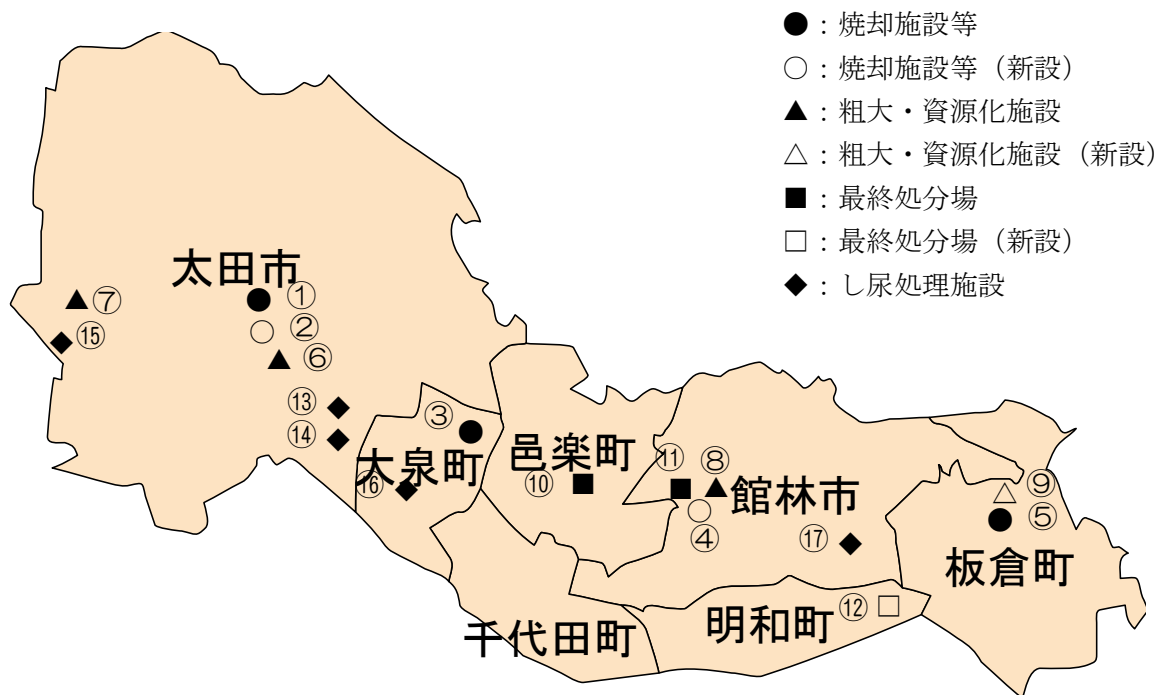 ●：焼却施設等
○：焼却施設等（新設）
▲：粗大・資源化施設
△：粗大・資源化施設（新設）
■：最終処分場
□：最終処分場（新設）
◆：し尿処理施設
太田市
①
⑦
②
⑮
⑥
⑬
③
⑭
大泉町
邑楽町
⑪
⑧
⑯
⑩
館林市
⑨
⑤
④
⑰
板倉町
⑫
明和町
千代田町